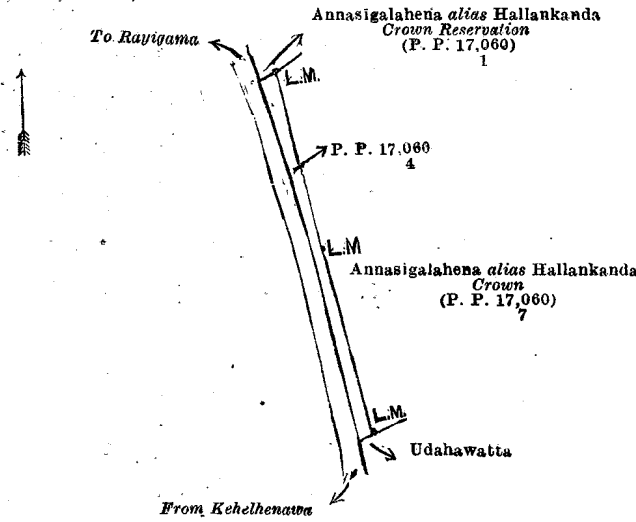 Annasigalahena alias Hallankanda
Crown Reservation
(P. P. 17,060)
1
To Rayigama
L.M.
P. P. 17,060
4
L.M
Annasigalahena alias Hallankanda
Crown
(P. P. 17,060)
7
L.M.
Udahawatta
From Kehelhenawa